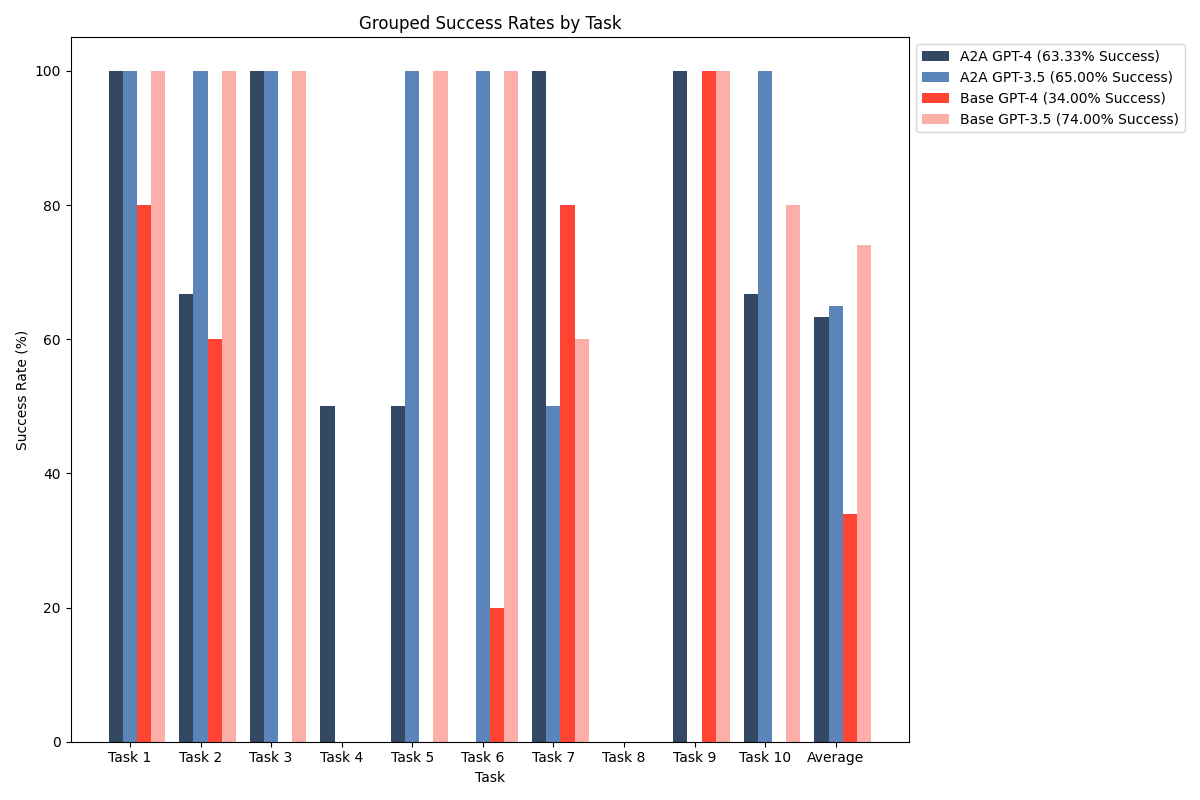 Grouped Success Rates by Task
A2A GPT-4 (63.33% Success)
A2A GPT-3.5 (65.00% Success)
Base GPT-4 (34.00% Success)
Base GPT-3.5 (74.00% Success)
Success Rate (%)
100
80
60
40
20
0
Task 1 Task 2 Task 3 Task 4 Task 5 Task 6 Task 7 Task 8 Task 9 Task 10 Average
Task